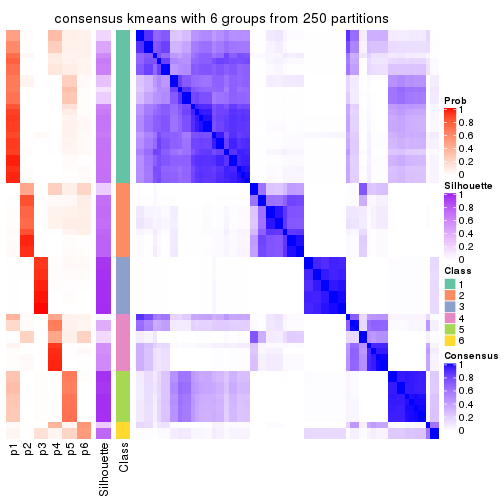 consensus kmeans with 6 groups from 250 partitions
Prob
1
0.8
0.6
0.4
0.2
0
Silhouette
1
0.8
0.6
0.4
0.2
0
Class
1
2
3
4
5
6
Consensus
1
0.8
0.6
0.4
0.2
0
p1
p2
p3
p4
p5
p6
Silhouette
Class